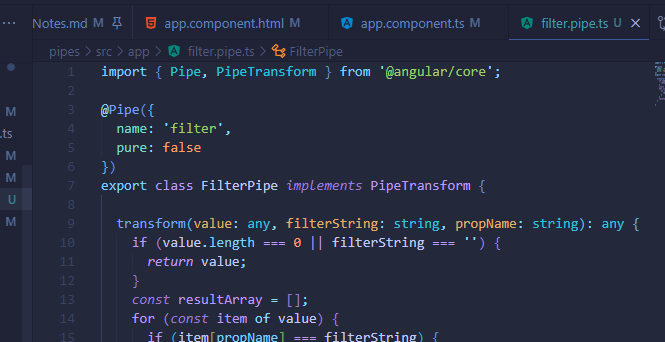 Notes.md M app.component.html M app.component.ts M filter.pipe.ts U
pipes > src > app > filter.pipe.ts > FilterPipe
1 import { Pipe, PipeTransform } from '@angular/core';
2
3 @Pipe({
4 name: 'filter',
5 pure: false
6 })
7 export class FilterPipe implements PipeTransform {
8
9 transform(value: any, filterString: string, propName: string): any {
10 if (value.length === 0 || filterString === '') {
11 return value;
12 }
13 const resultArray = [];
14 for (const item of value) {
15 if (item[propName] === filterString) {
M
.ts
M
M
U
M